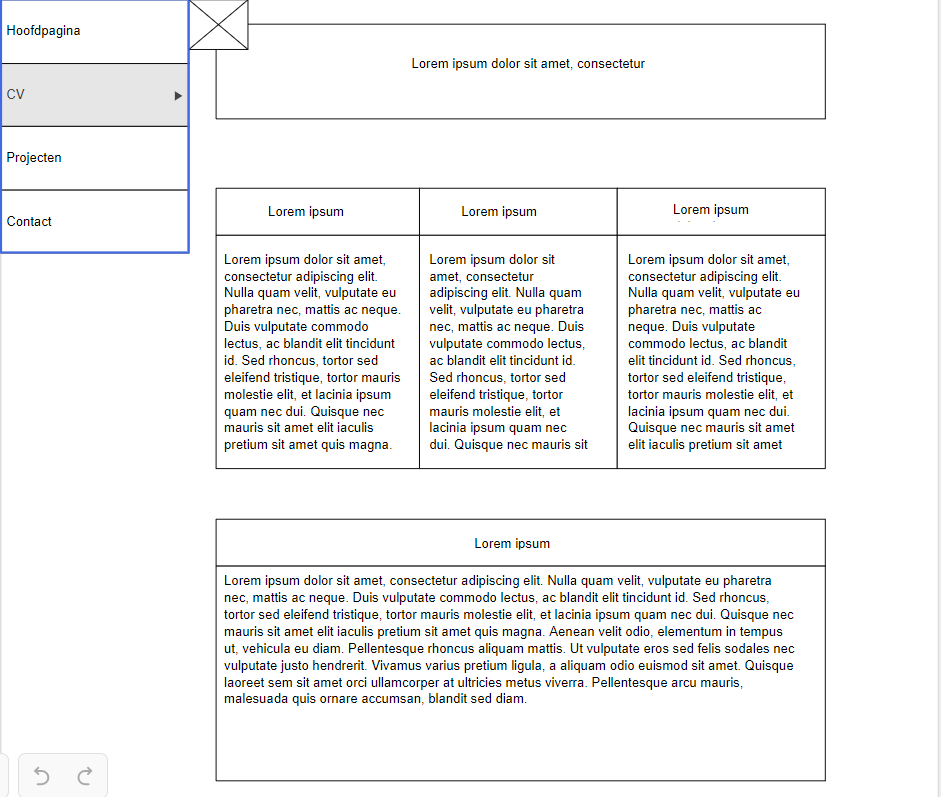 Hoofdpagina
CV
Projecten
Contact
Lorem ipsum dolor sit amet, consectetur
Lorem ipsum
Lorem ipsum dolor sit amet,
consectetur adipiscing elit.
Nulla quam velit, vulputate eu
pharetra nec, mattis ac neque.
Duis vulputate commodo
lectus, ac blandit elit tincidunt
id. Sed rhoncus, tortor sed
eleifend tristique, tortor mauris
molestie elit, et lacinia ipsum
quam nec dui. Quisque nec
mauris sit amet elit iaculis
pretium sit amet quis magna.
Lorem ipsum
Lorem ipsum dolor sit
amet, consectetur
adipiscing elit. Nulla quam
velit, vulputate eu pharetra
nec, mattis ac neque. Duis
vulputate commodo lectus,
ac blandit elit tincidunt id.
Sed rhoncus, tortor sed
eleifend tristique, tortor
mauris molestie elit, et
lacinia ipsum quam nec
dui. Quisque nec mauris sit
Lorem ipsum
Lorem ipsum dolor sit amet,
consectetur adipiscing elit.
Nulla quam velit, vulputate eu
pharetra nec, mattis ac
neque. Duis vulputate
commodo lectus, ac blandit
elit tincidunt id. Sed rhoncus,
tortor sed eleifend tristique,
tortor mauris molestie elit, et
lacinia ipsum quam nec dui.
Quisque nec mauris sit amet
elit iaculis pretium sit amet
Lorem ipsum
Lorem ipsum dolor sit amet, consectetur adipiscing elit. Nulla quam velit, vulputate eu pharetra
nec, mattis ac neque. Duis vulputate commodo lectus, ac blandit elit tincidunt id. Sed rhoncus,
tortor sed eleifend tristique, tortor mauris molestie elit, et lacinia ipsum quam nec dui. Quisque nec
mauris sit amet elit iaculis pretium sit amet quis magna. Aenean velit odio, elementum in tempus
ut, vehicula eu diam. Pellentesque rhoncus aliquam mattis. Ut vulputate eros sed felis sodales nec
vulputate justo hendrerit. Vivamus varius pretium ligula, a aliquam odio euismod sit amet. Quisque
laoreet sem sit amet orci ullamcorper at ultricies metus viverra. Pellentesque arcu mauris,
malesuada quis ornare accumsan, blandit sed diam.